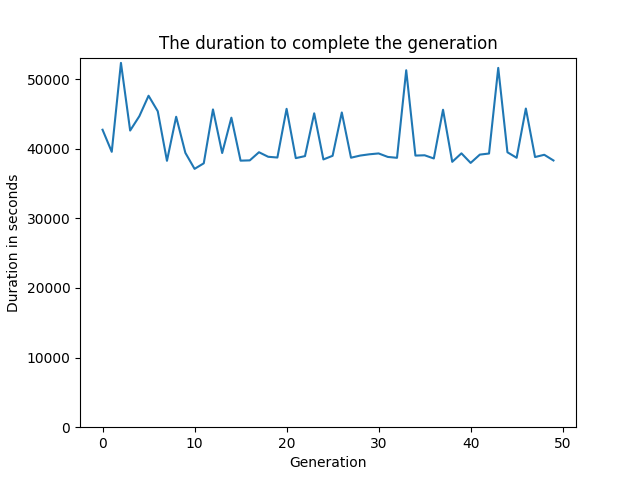 The duration to complete the generation
Duration in seconds
50000
40000
30000
20000
10000
0
0 10 20 30 40 50
Generation